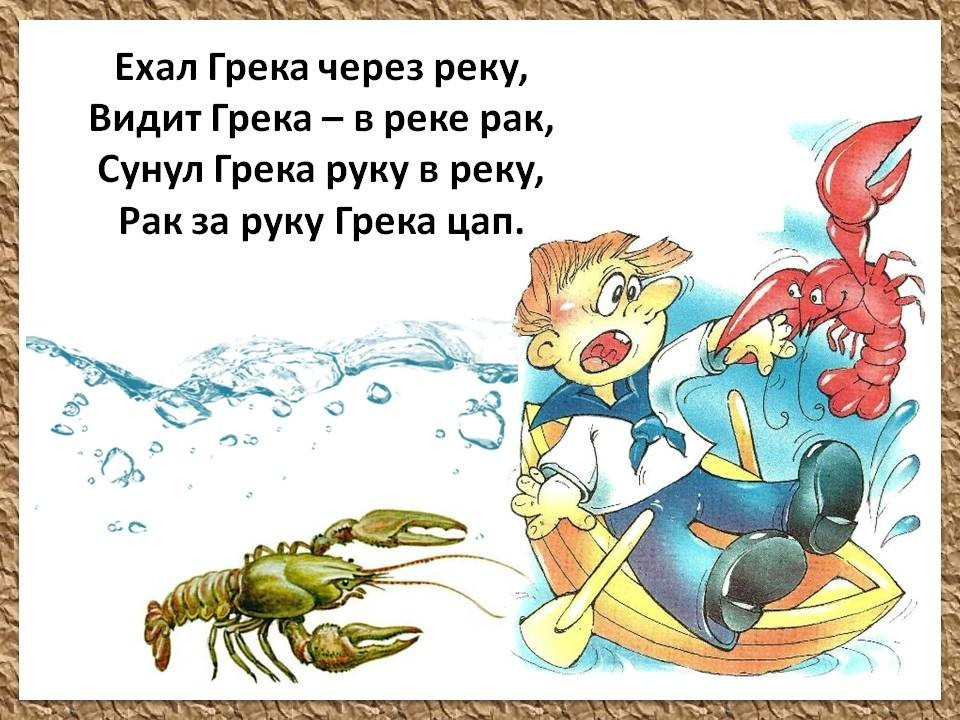 Ехал Грека через реку,
Видит Грека – в реке рак,
Сунул Грека руку в реку,
Рак за руку Грека цап.